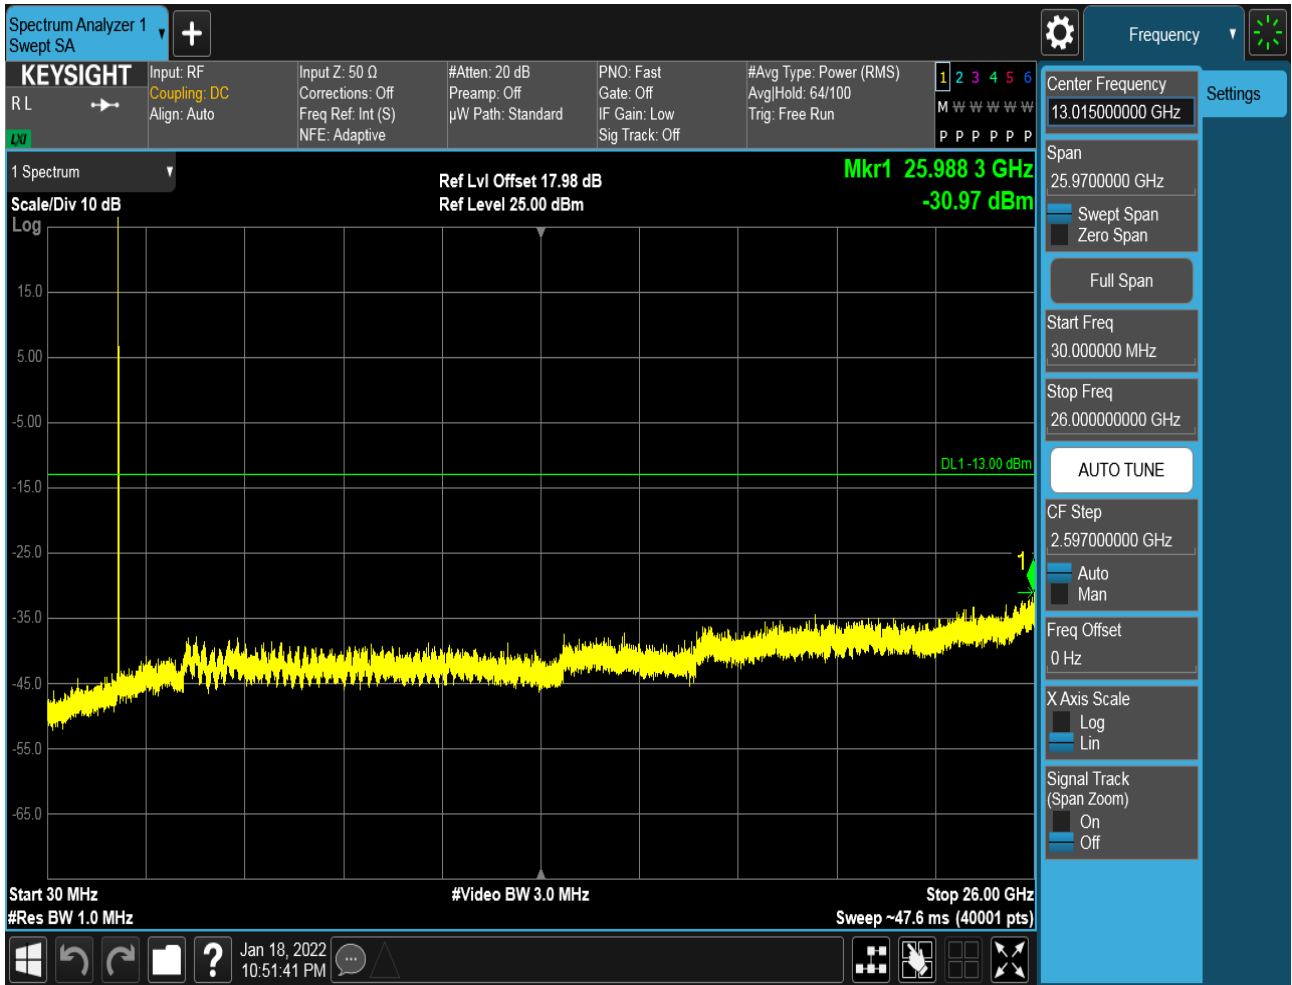 Spectrum Analyzer 1
Swept SA
Frequency
KEYSIGHT
R L
LXI
Input: RF
Coupling: DC
Align: Auto
Input Z: 50 Ω
Corrections: Off
Freq Ref: Int (S)
NFE: Adaptive
#Atten: 20 dB
Preamp: Off
µW Path: Standard
PNO: Fast
Gate: Off
IF Gain: Low
Sig Track: Off
#Avg Type: Power (RMS)
Avg|Hold: 64/100
Trig: Free Run
1 2 3 4 5 6
M W W W W W
P P P P P P
1 Spectrum
Scale/Div 10 dB
Log
Ref Lvl Offset 17.98 dB
Ref Level 25.00 dBm
Mkr1 25.988 3 GHz
-30.97 dBm
15.0
5.00
-5.00
-15.0
-25.0
-35.0
-45.0
-55.0
-65.0
DL1 -13.00 dBm
1
Start 30 MHz
#Res BW 1.0 MHz
#Video BW 3.0 MHz
Stop 26.00 GHz
Sweep ~47.6 ms (40001 pts)
Jan 18, 2022
10:51:41 PM
Center Frequency
13.015000000 GHz
Settings
Span
25.9700000 GHz
Swept Span
Zero Span
Full Span
Start Freq
30.000000 MHz
Stop Freq
26.000000000 GHz
AUTO TUNE
CF Step
2.597000000 GHz
Auto
Man
Freq Offset
0 Hz
X Axis Scale
Log
Lin
Signal Track
(Span Zoom)
On
Off